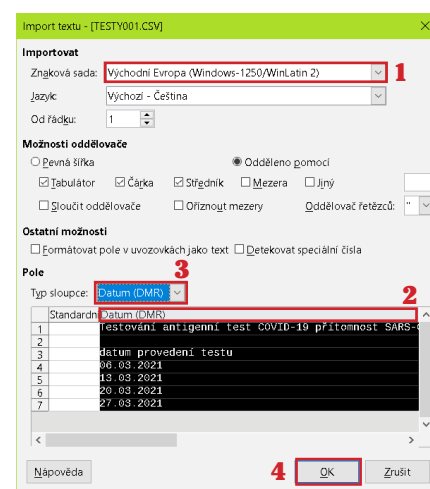 Import textu - [TESTY001.CSV]
Importovat
Znaková sada: Východní Evropa (Windows-1250/WinLatin 2) 1
Jazyk: Výchozí - Čeština
Od řádku: 1
Možnosti oddělovače
Pevná šířka Odděleno pomocí
Tabulátor Čárka Středník Mezera Jiný
Sloučit oddělovače Oříznout mezery Oddělovač řetězců: "
Ostatní možnosti
Formátovat pole v uvozovkách jako text Detekovat speciální čísla
Pole 3
Typ sloupce: Datum (DMR) 2
Standardn Datum (DMR)
1 Testování antigenní test COVID-19 přítomnost SARS-
2
3 datum provedení testu
4 06.03.2021
5 13.03.2021
6 20.03.2021
7 27.03.2021
Nápověda 4 OK Zrušit